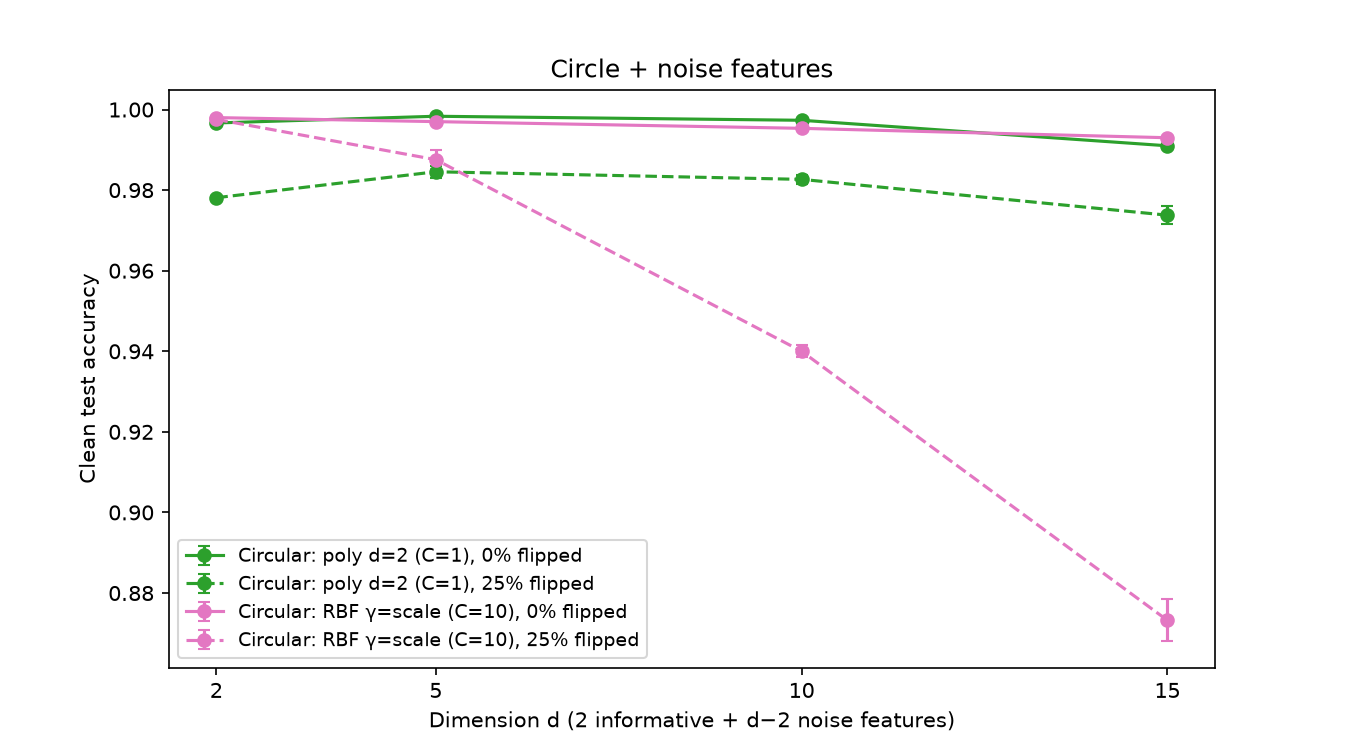 Circle + noise features
Clean test accuracy
1.00
0.98
0.96
0.94
0.92
0.90
0.88
Circular: poly d=2 (C=1), 0% flipped
Circular: poly d=2 (C=1), 25% flipped
Circular: RBF γ=scale (C=10), 0% flipped
Circular: RBF γ=scale (C=10), 25% flipped
2 5 10 15
Dimension d (2 informative + d−2 noise features)